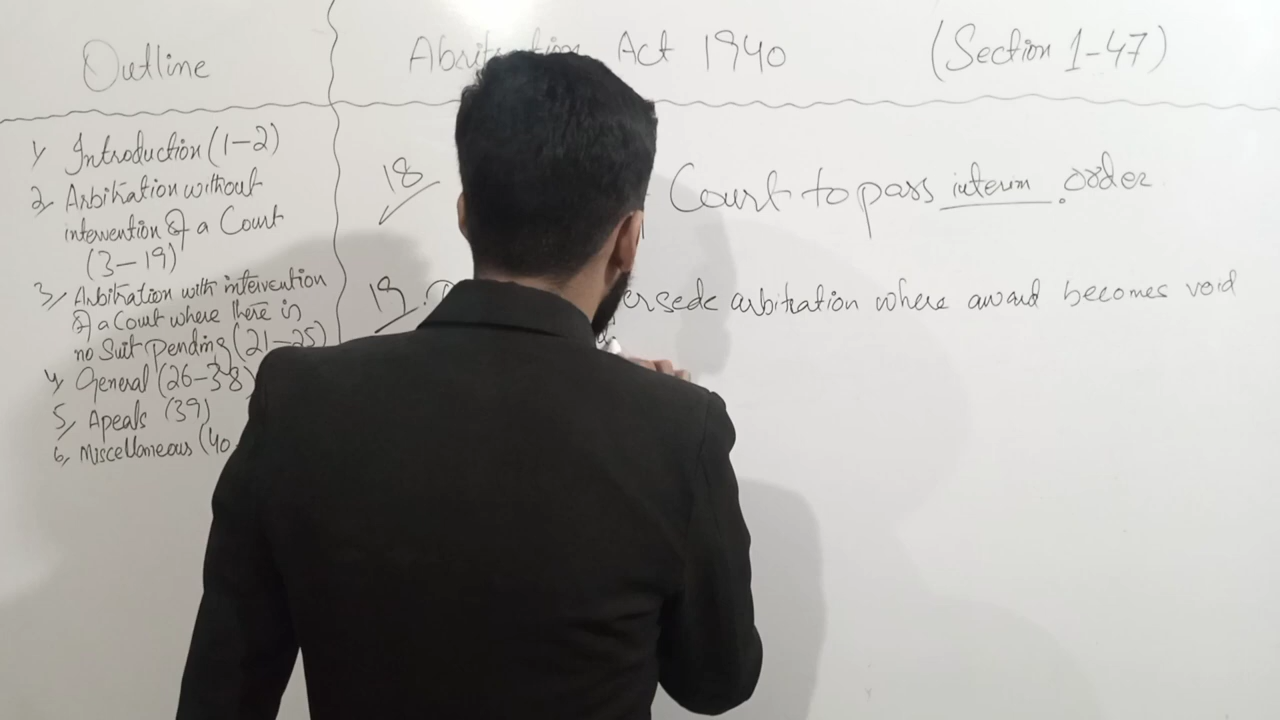 Outline
Act 1940
(Section 1-47)
1, Introduction (1-2)
2, Arbitration without
intervention of a Court
(3-19)
3, Arbitration with intervention
of a Court where there is
no Suit pending (21-25)
4, General (26-38)
5, Apeals (39)
6, Miscellaneous (40
18
Court to pass interim order
19.
arbitration where award becomes void